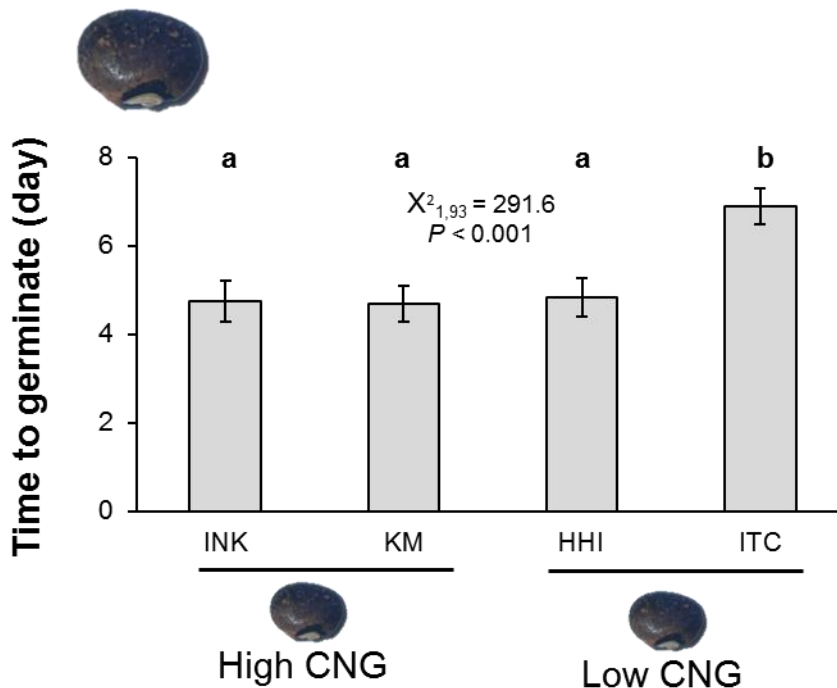 Time to germinate (day)
8
6
4
2
0
a a a b
X²₁,₉₃ = 291.6
P < 0.001
INK KM HHI ITC
High CNG Low CNG